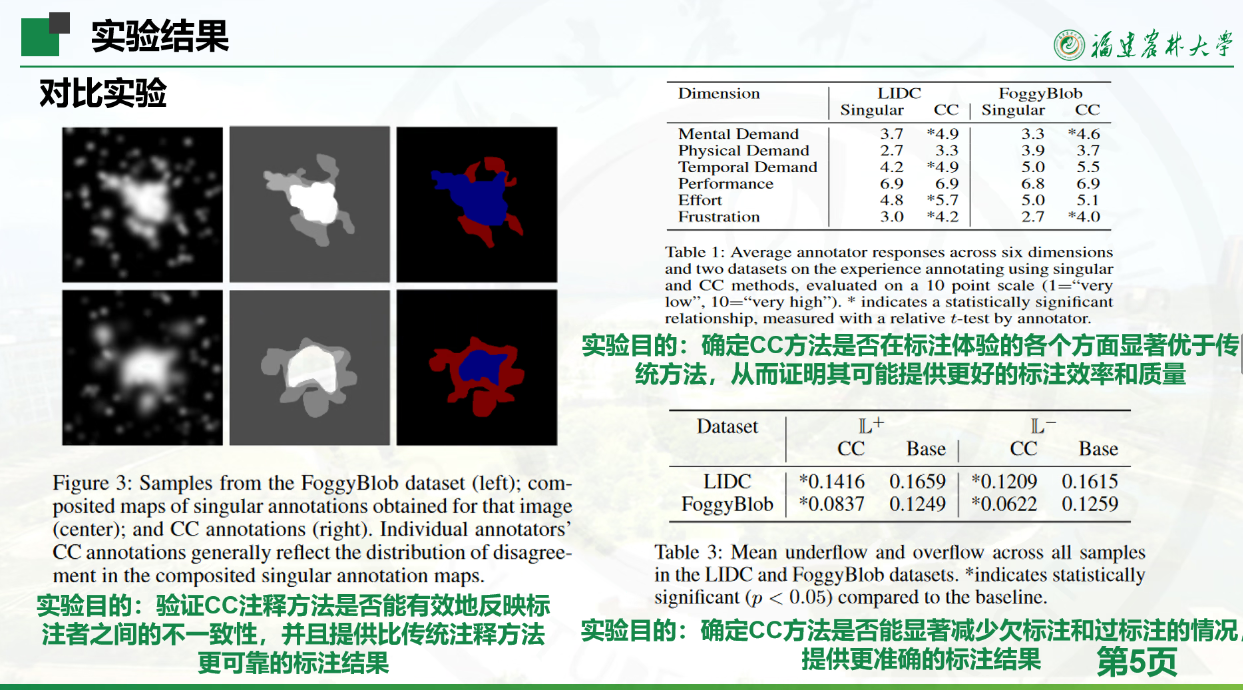 实验结果
福建农林大学
对比实验
Figure 3: Samples from the FoggyBlob dataset (left); com-
posited maps of singular annotations obtained for that image
(center); and CC annotations (right). Individual annotators’
CC annotations generally reflect the distribution of disagree-
ment in the composited singular annotation maps.
实验目的：验证CC注释方法是否能有效地反映标
注者之间的不一致性，并且提供比传统注释方法
更可靠的标注结果
Dimension LIDC FoggyBlob
Singular CC Singular CC
Mental Demand 3.7 *4.9 3.3 *4.6
Physical Demand 2.7 3.3 3.9 3.7
Temporal Demand 4.2 *4.9 5.0 5.5
Performance 6.9 6.9 6.8 6.9
Effort 4.8 *5.7 5.0 5.1
Frustration 3.0 *4.2 2.7 *4.0
Table 1: Average annotator responses across six dimensions
and two datasets on the experience annotating using singular
and CC methods, evaluated on a 10 point scale (1=“very
low”, 10=“very high”). * indicates a statistically significant
relationship, measured with a relative t-test by annotator.
实验目的：确定CC方法是否在标注体验的各个方面显著优于传
统方法，从而证明其可能提供更好的标注效率和质量
Dataset 𝕃⁺ 𝕃⁻
CC Base CC Base
LIDC *0.1416 0.1659 *0.1209 0.1615
FoggyBlob *0.0837 0.1249 *0.0622 0.1259
Table 3: Mean underflow and overflow across all samples
in the LIDC and FoggyBlob datasets. *indicates statistically
significant (p < 0.05) compared to the baseline.
实验目的：确定CC方法是否能显著减少欠标注和过标注的情况，
提供更准确的标注结果
第5页